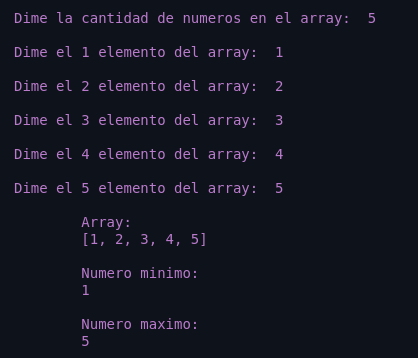 Dime la cantidad de numeros en el array: 5
Dime el 1 elemento del array: 1
Dime el 2 elemento del array: 2
Dime el 3 elemento del array: 3
Dime el 4 elemento del array: 4
Dime el 5 elemento del array: 5
Array:
[1, 2, 3, 4, 5]
Numero minimo:
1
Numero maximo:
5